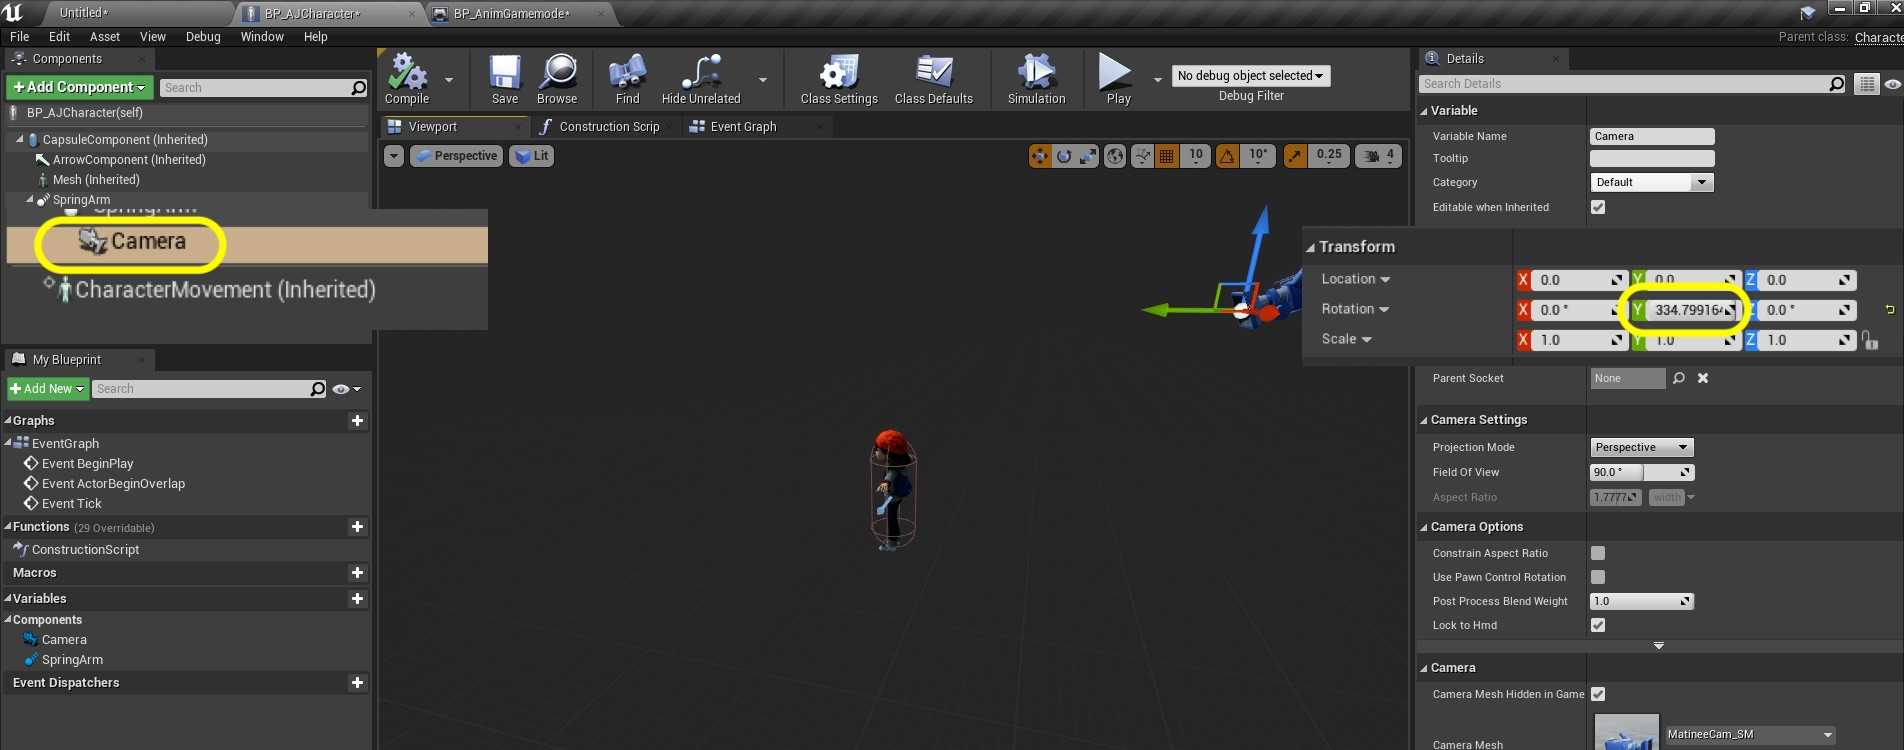 Untitled*
BP_AJCharacter*
BP_AnimGamemode*
File Edit Asset View Debug Window Help
Parent class: Characte
Components
+Add Component
Search
BP_AJCharacter(self)
CapsuleComponent (Inherited)
ArrowComponent (Inherited)
Mesh (Inherited)
SpringArm
SpringArm
Camera
CharacterMovement (Inherited)
My Blueprint
+Add New
Search
Graphs
EventGraph
Event BeginPlay
Event ActorBeginOverlap
Event Tick
Functions (29 Overridable)
ConstructionScript
Macros
Variables
Components
Camera
SpringArm
Event Dispatchers
Compile
Save
Browse
Find
Hide Unrelated
Class Settings
Class Defaults
Simulation
Play
No debug object selected
Debug Filter
Viewport
Construction Scrip
Event Graph
Perspective
Lit
10
10°
0.25
4
Details
Search Details
Variable
Variable Name Camera
Tooltip
Category Default
Editable when Inherited
Transform
Location X 0.0 Y 0.0 Z 0.0
Rotation X 0.0 ° Y 334.799164 Z 0.0 °
Scale X 1.0 Y 1.0 Z 1.0
Parent Socket None
Camera Settings
Projection Mode Perspective
Field Of View 90.0 °
Aspect Ratio 1.7777 width
Camera Options
Constrain Aspect Ratio
Use Pawn Control Rotation
Post Process Blend Weight 1.0
Lock to Hmd
Camera
Camera Mesh Hidden in Game
Camera Mesh MatineeCam_SM